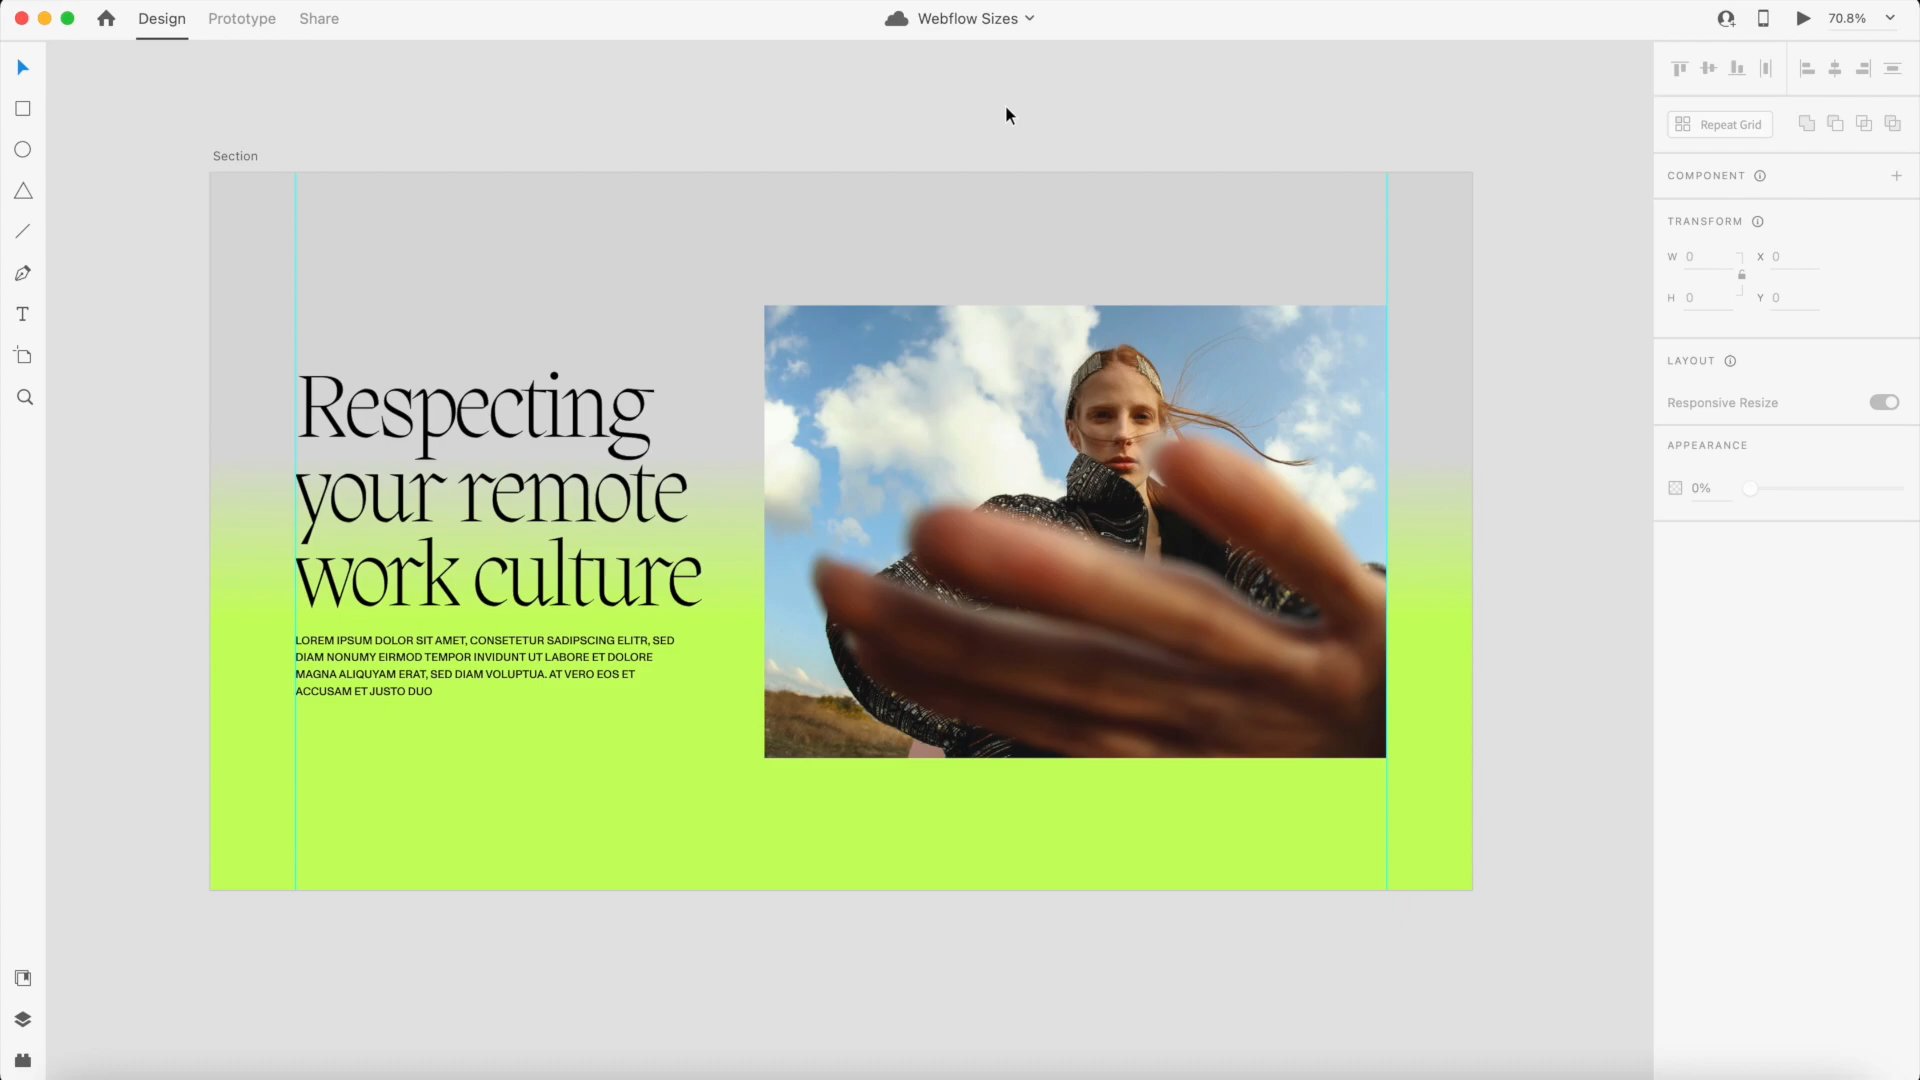 Design Prototype Share Webflow Sizes 70.8%
Section
Respecting
your remote
work culture
LOREM IPSUM DOLOR SIT AMET, CONSETETUR SADIPSCING ELITR, SED
DIAM NONUMY EIRMOD TEMPOR INVIDUNT UT LABORE ET DOLORE
MAGNA ALIQUYAM ERAT, SED DIAM VOLUPTUA. AT VERO EOS ET
ACCUSAM ET JUSTO DUO
Repeat Grid
COMPONENT
TRANSFORM
W 0 X 0
H 0 Y 0
LAYOUT
Responsive Resize
APPEARANCE
0%